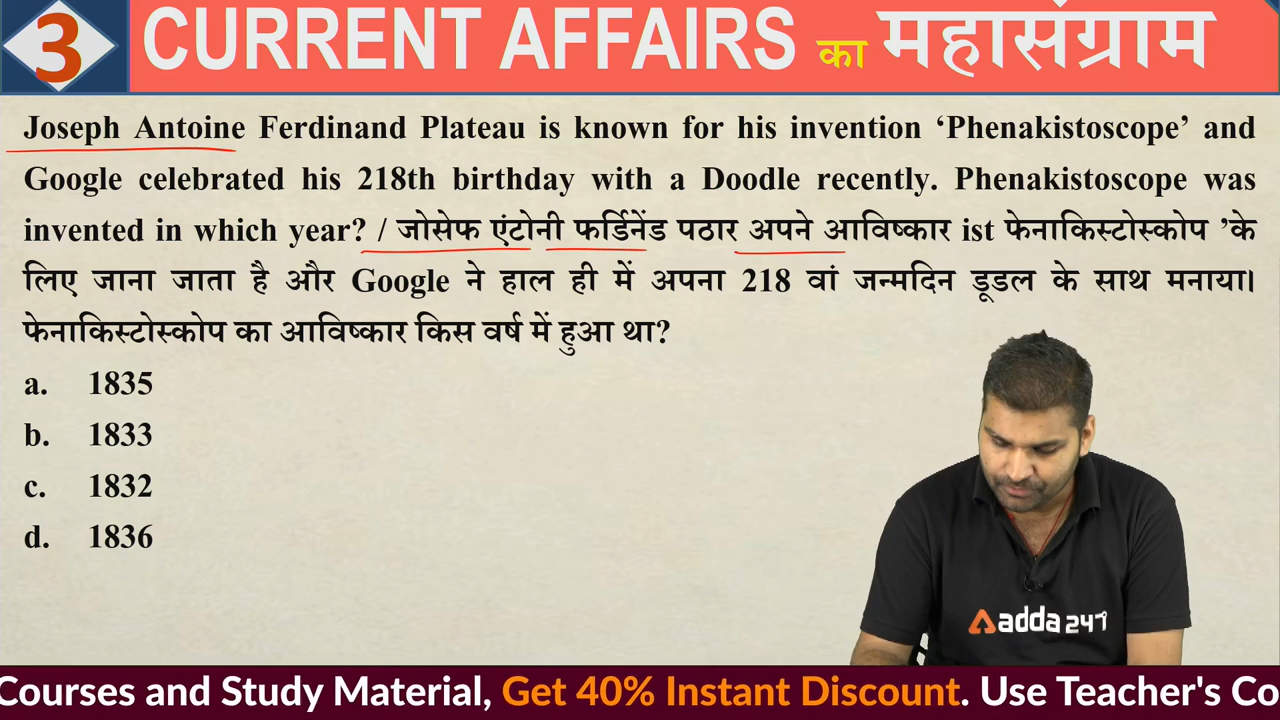 3 CURRENT AFFAIRS का महासंग्राम
Joseph Antoine Ferdinand Plateau is known for his invention ‘Phenakistoscope’ and
Google celebrated his 218th birthday with a Doodle recently. Phenakistoscope was
invented in which year? / जोसेफ एंटोनी फर्डिनेंड पठार अपने आविष्कार ist फेनाकिस्टोस्कोप ’के
लिए जाना जाता है और Google ने हाल ही में अपना 218 वां जन्मदिन डूडल के साथ मनाया।
फेनाकिस्टोस्कोप का आविष्कार किस वर्ष में हुआ था?
a. 1835
b. 1833
c. 1832
d. 1836
adda 247
Courses and Study Material, Get 40% Instant Discount. Use Teacher's Co